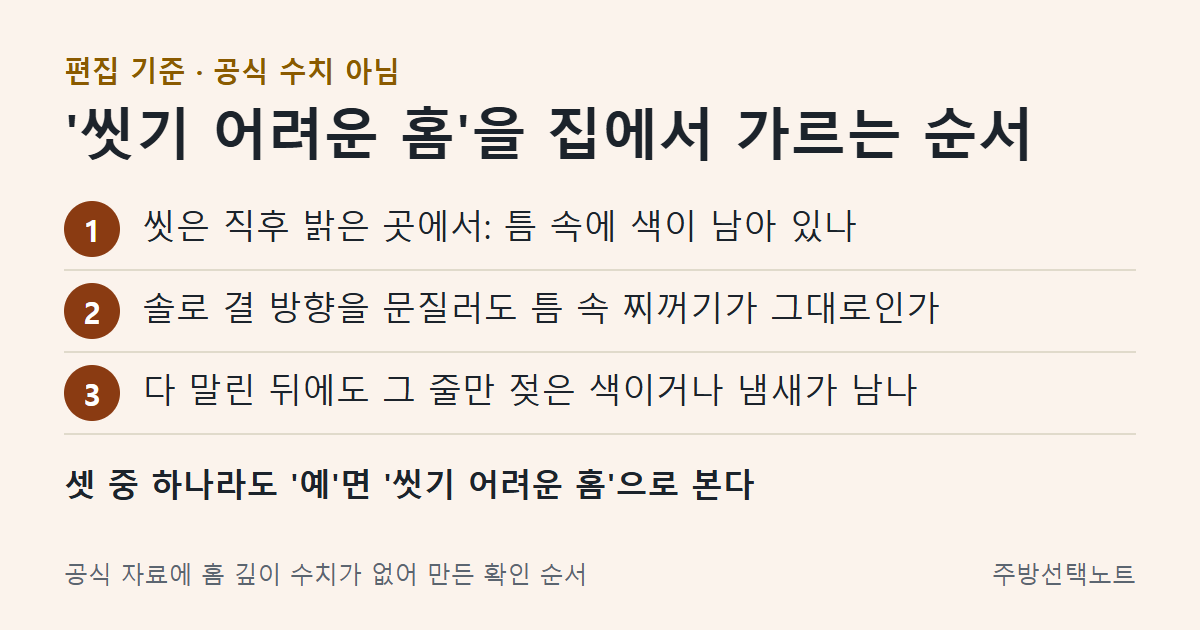 편집 기준 · 공식 수치 아님
'씻기 어려운 홈'을 집에서 가르는 순서
1 씻은 직후 밝은 곳에서: 틈 속에 색이 남아 있나
2 솔로 결 방향을 문질러도 틈 속 찌꺼기가 그대로인가
3 다 말린 뒤에도 그 줄만 젖은 색이거나 냄새가 남나
셋 중 하나라도 '예'면 '씻기 어려운 홈'으로 본다
공식 자료에 홈 깊이 수치가 없어 만든 확인 순서
주방선택노트